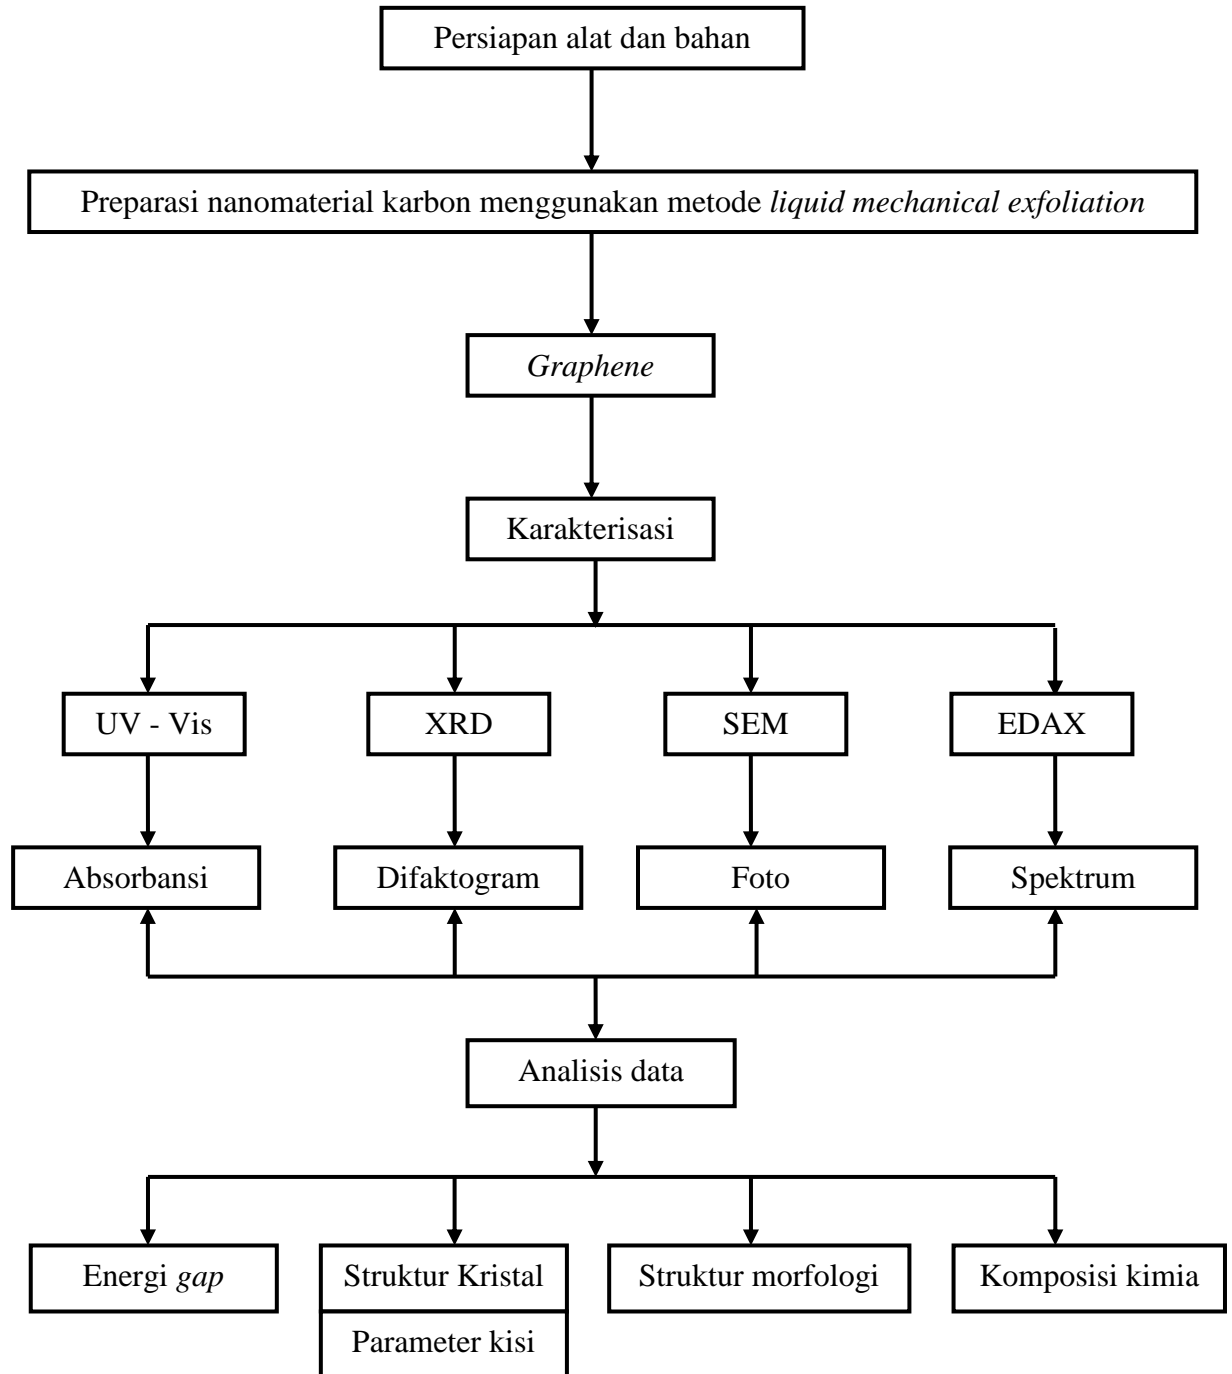 Persiapan alat dan bahan
Preparasi nanomaterial karbon menggunakan metode liquid mechanical exfoliation
Graphene
Karakterisasi
UV - Vis
XRD
SEM
EDAX
Absorbansi
Difaktogram
Foto
Spektrum
Analisis data
Energi gap
Struktur Kristal
Struktur morfologi
Komposisi kimia
Parameter kisi